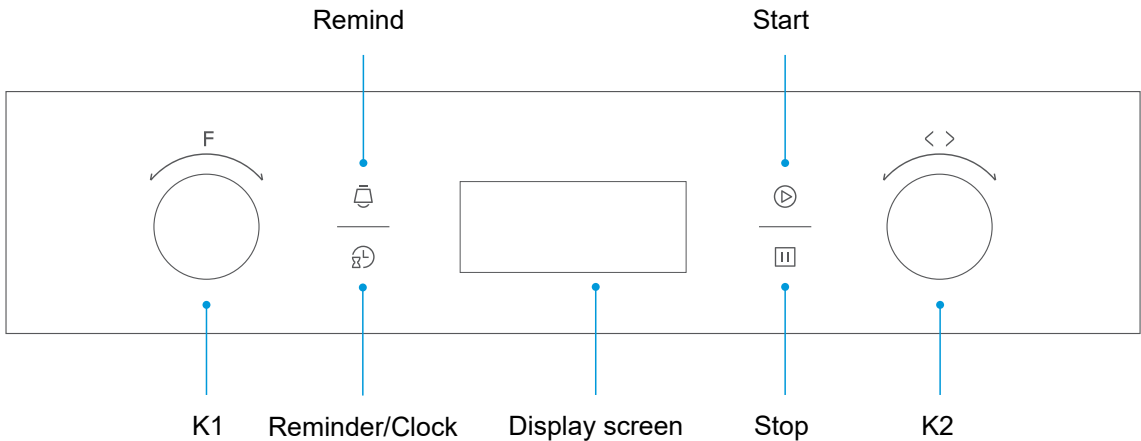 Remind Start
F < >
K1 Reminder/Clock Display screen Stop K2